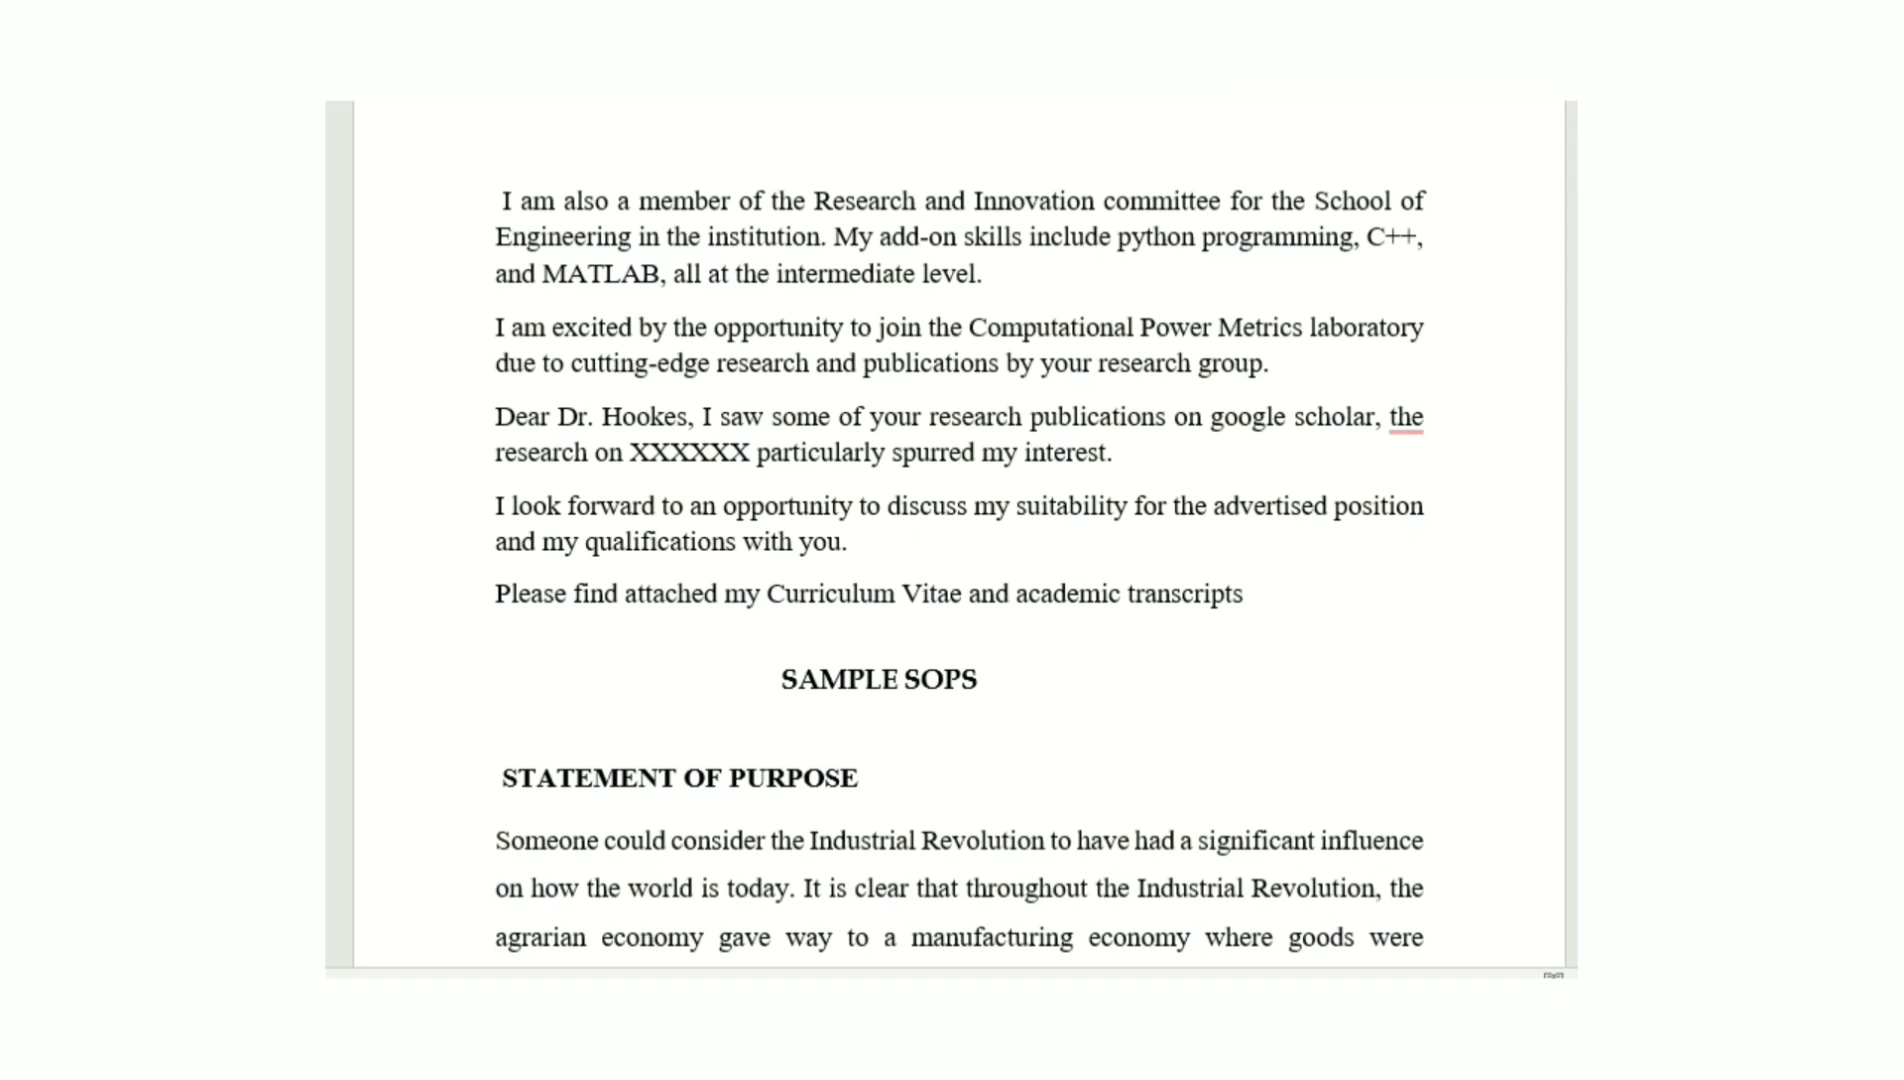 I am also a member of the Research and Innovation committee for the School of
Engineering in the institution. My add-on skills include python programming, C++,
and MATLAB, all at the intermediate level.
I am excited by the opportunity to join the Computational Power Metrics laboratory
due to cutting-edge research and publications by your research group.
Dear Dr. Hookes, I saw some of your research publications on google scholar, the
research on XXXXXX particularly spurred my interest.
I look forward to an opportunity to discuss my suitability for the advertised position
and my qualifications with you.
Please find attached my Curriculum Vitae and academic transcripts
SAMPLE SOPS
STATEMENT OF PURPOSE
Someone could consider the Industrial Revolution to have had a significant influence
on how the world is today. It is clear that throughout the Industrial Revolution, the
agrarian economy gave way to a manufacturing economy where goods were